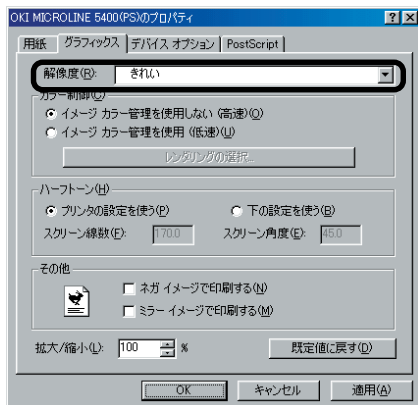 OKI MICROLINE 5400(PS)のプロパティ
用紙 グラフィックス デバイス オプション PostScript
解像度(R): きれい
カラー制御(C)
イメージ カラー管理を使用しない (高速)(O)
イメージ カラー管理を使用 (低速)(U)
レンダリングの選択...
ハーフトーン(H)
プリンタの設定を使う(P) 下の設定を使う(B)
スクリーン線数(F): 170.0 スクリーン角度(E): 45.0
その他
ネガ イメージで印刷する(N)
ミラー イメージで印刷する(M)
拡大/縮小(L): 100 % 既定値に戻す(D)
OK キャンセル 適用(A)